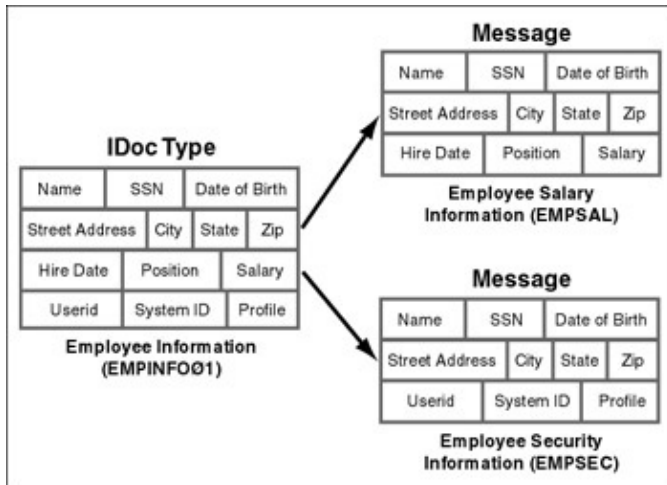 IDoc Type
Name SSN Date of Birth
Street Address City State Zip
Hire Date Position Salary
Userid System ID Profile
Employee Information
(EMPINFOØ1)
Message
Name SSN Date of Birth
Street Address City State Zip
Hire Date Position Salary
Employee Salary
Information (EMPSAL)
Message
Name SSN Date of Birth
Street Address City State Zip
Userid System ID Profile
Employee Security
Information (EMPSEC)